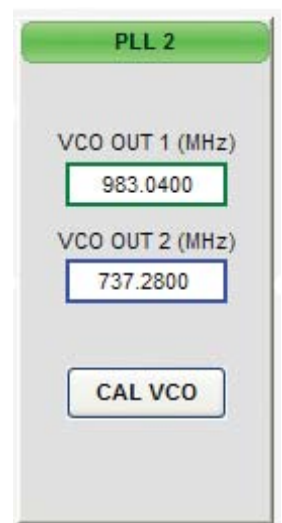 PLL 2
VCO OUT 1 (MHz)
983.0400
VCO OUT 2 (MHz)
737.2800
CAL VCO